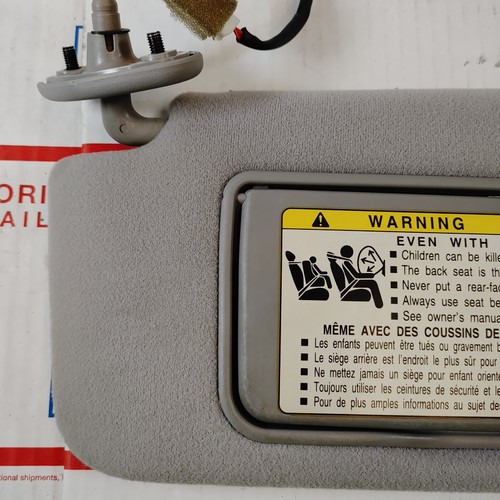 WARNING
EVEN WITH
Children can be kille
The back seat is th
Never put a rear-fac
Always use seat be
See owner's manua
MÊME AVEC DES COUSSINS DE
Les enfants peuvent être tués ou gravement b
Le siège arrière est l'endroit le plus sûr pour
Ne mettez jamais un siège pour enfant oriente
Toujours utiliser les ceintures de sécurité et le
Pour de plus amples informations au sujet de
ORI
AIL
tional shipments,